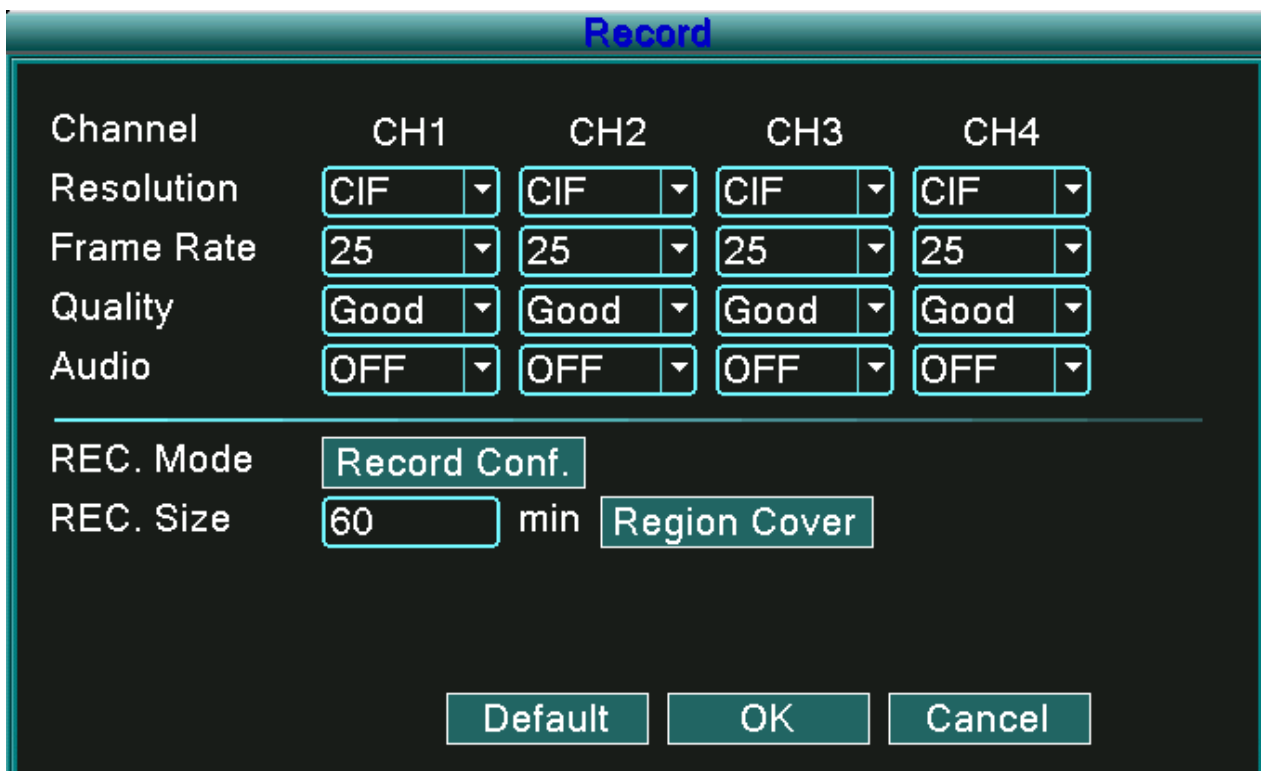 Record
Channel CH1 CH2 CH3 CH4
Resolution CIF CIF CIF CIF
Frame Rate 25 25 25 25
Quality Good Good Good Good
Audio OFF OFF OFF OFF
REC. Mode Record Conf.
REC. Size 60 min Region Cover
Default OK Cancel